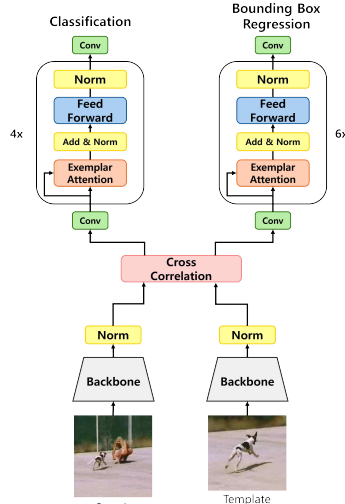 Classification
Bounding Box
Regression
Conv
Conv
Norm
Norm
Feed
Forward
Feed
Forward
4x
6x
Add & Norm
Add & Norm
Exemplar
Attention
Exemplar
Attention
Conv
Conv
Cross
Correlation
Norm
Norm
Backbone
Backbone
Template